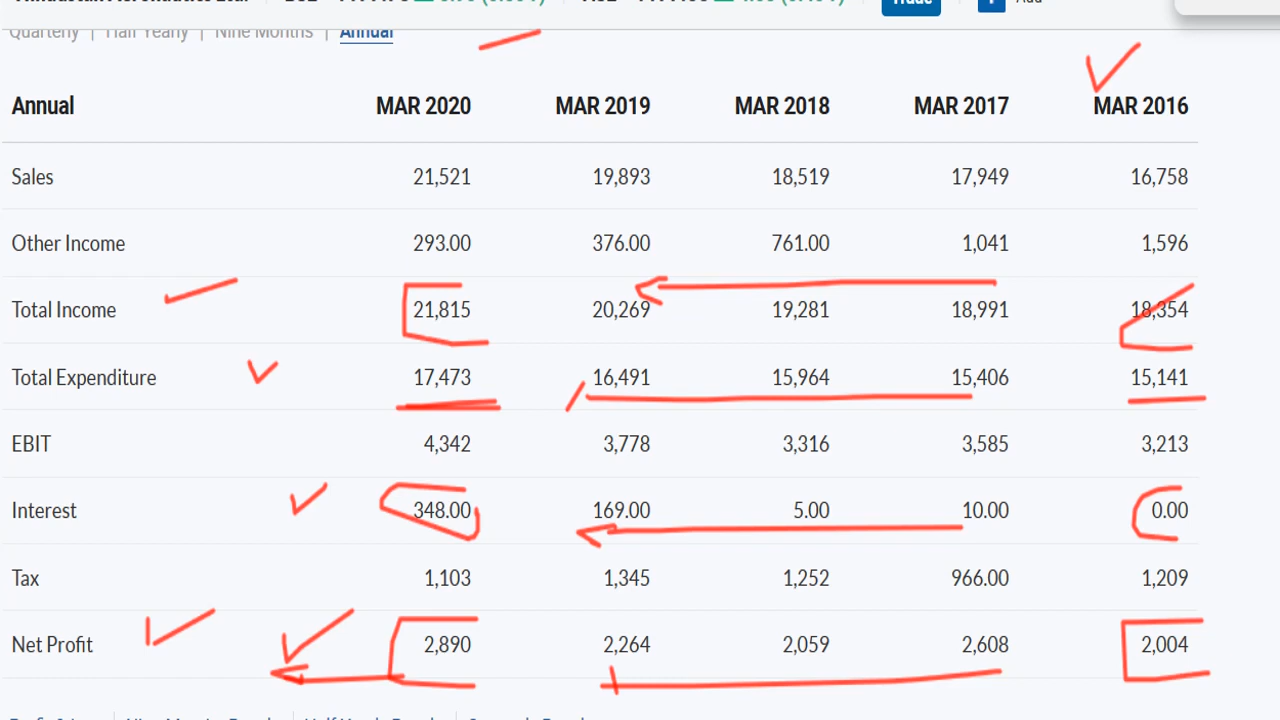 Quarterly | Half Yearly | Nine Months | Annual
Annual MAR 2020 MAR 2019 MAR 2018 MAR 2017 MAR 2016
Sales 21,521 19,893 18,519 17,949 16,758
Other Income 293.00 376.00 761.00 1,041 1,596
Total Income 21,815 20,269 19,281 18,991 18,354
Total Expenditure 17,473 16,491 15,964 15,406 15,141
EBIT 4,342 3,778 3,316 3,585 3,213
Interest 348.00 169.00 5.00 10.00 0.00
Tax 1,103 1,345 1,252 966.00 1,209
Net Profit 2,890 2,264 2,059 2,608 2,004